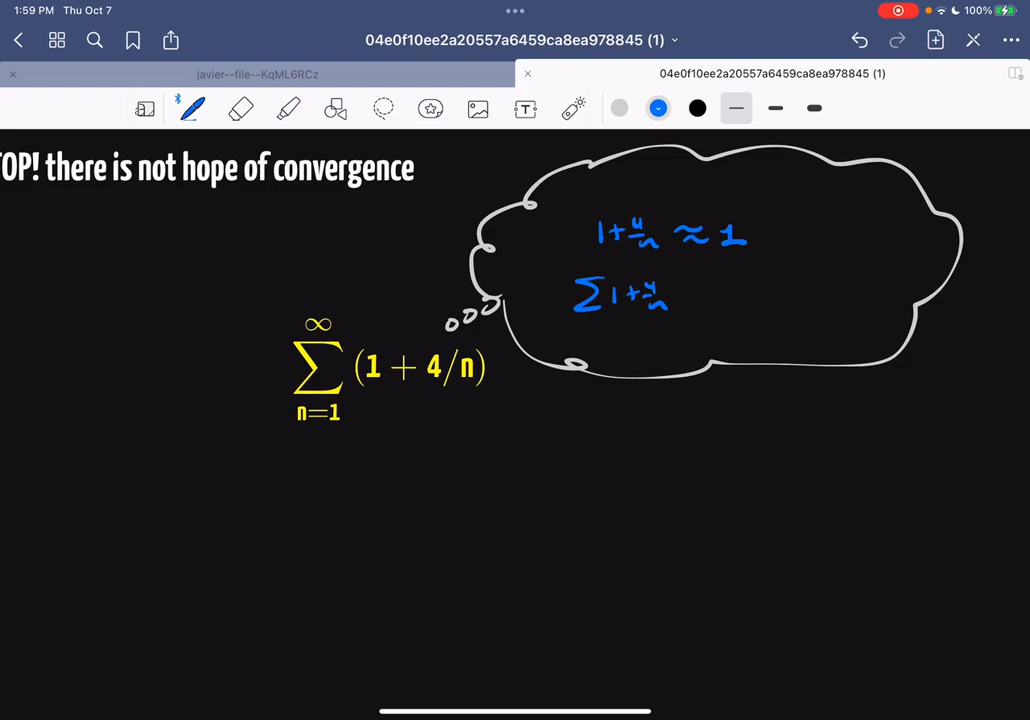 1:59 PM Thu Oct 7
100%
04e0f10ee2a20557a6459ca8ea978845 (1)
javier--file--KqML6RCz
04e0f10ee2a20557a6459ca8ea978845 (1)
T
OP! there is not hope of convergence
1+4/n ≈ 1
∑ 1+4/n
∞
∑ (1 + 4/n)
n=1